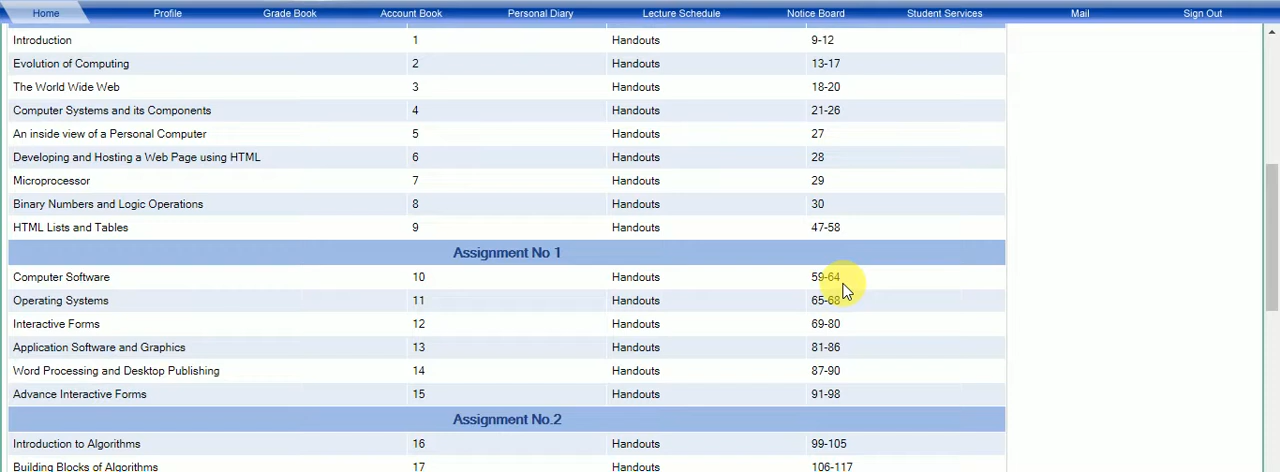 Home Profile Grade Book Account Book Personal Diary Lecture Schedule Notice Board Student Services Mail Sign Out
Introduction 1 Handouts 9-12
Evolution of Computing 2 Handouts 13-17
The World Wide Web 3 Handouts 18-20
Computer Systems and its Components 4 Handouts 21-26
An inside view of a Personal Computer 5 Handouts 27
Developing and Hosting a Web Page using HTML 6 Handouts 28
Microprocessor 7 Handouts 29
Binary Numbers and Logic Operations 8 Handouts 30
HTML Lists and Tables 9 Handouts 47-58
Assignment No 1
Computer Software 10 Handouts 59-64
Operating Systems 11 Handouts 65-68
Interactive Forms 12 Handouts 69-80
Application Software and Graphics 13 Handouts 81-86
Word Processing and Desktop Publishing 14 Handouts 87-90
Advance Interactive Forms 15 Handouts 91-98
Assignment No.2
Introduction to Algorithms 16 Handouts 99-105
Building Blocks of Algorithms 17 Handouts 106-117